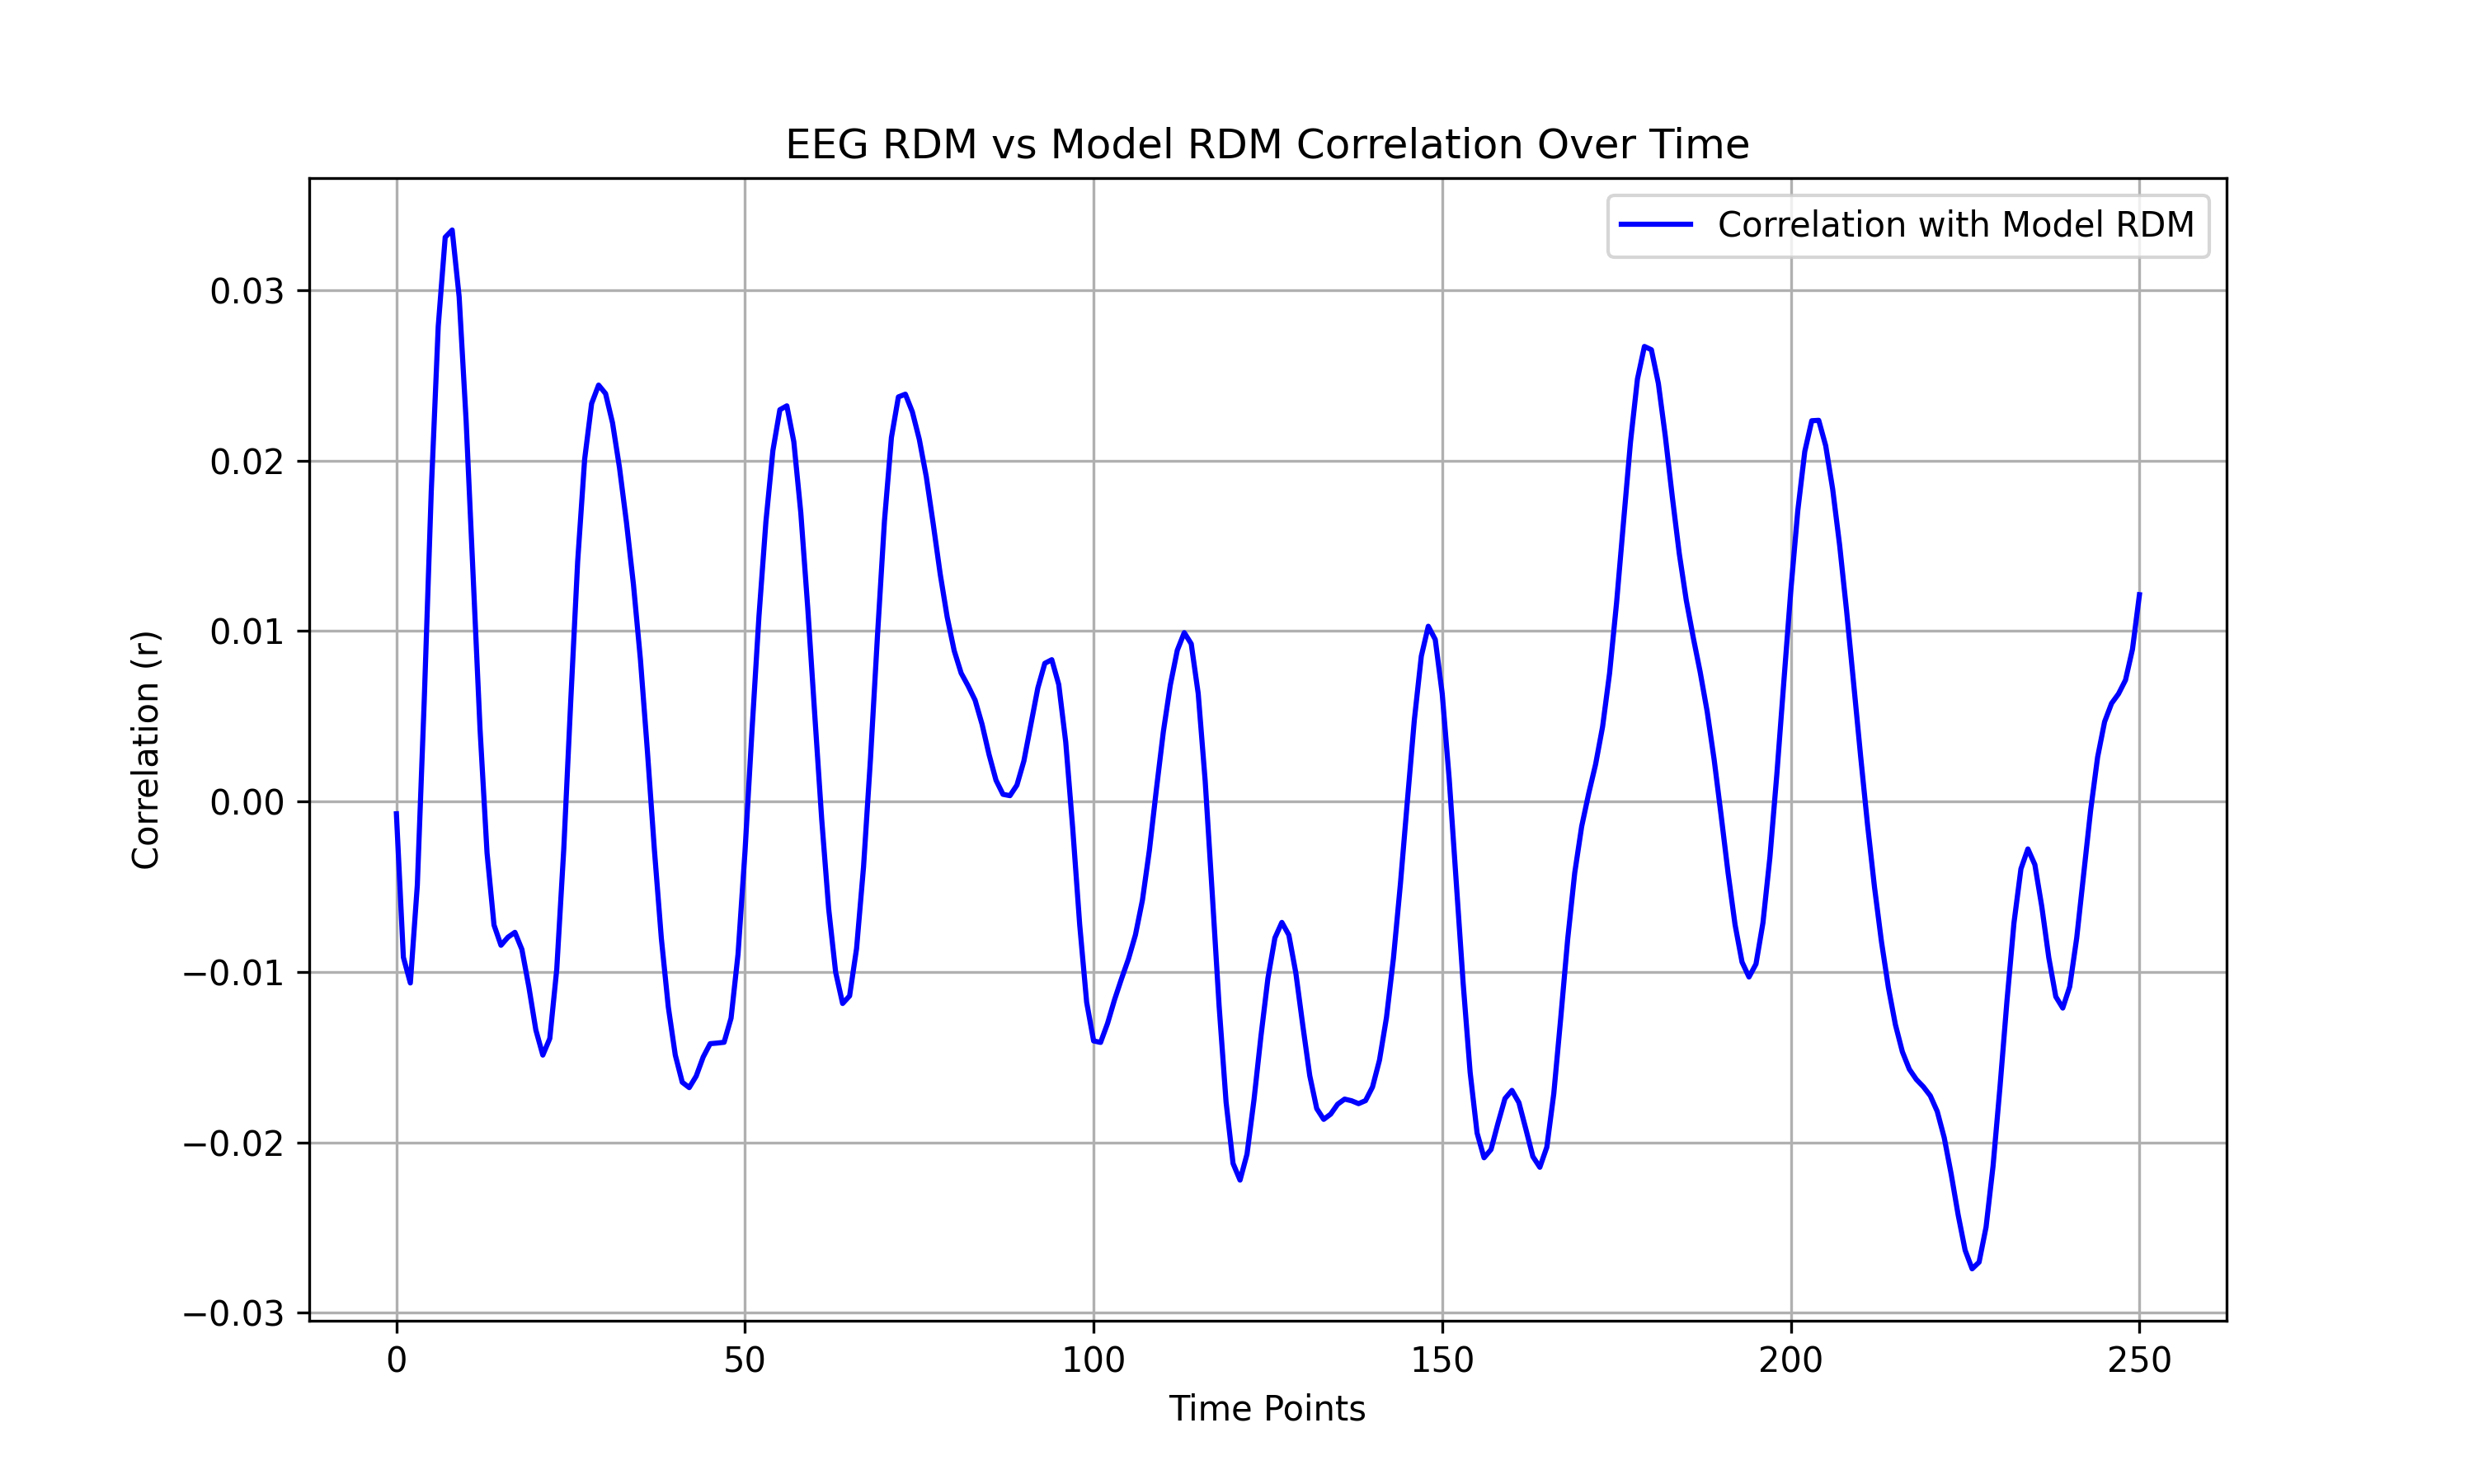 EEG RDM vs Model RDM Correlation Over Time
Correlation with Model RDM
Correlation (r)
0.03
0.02
0.01
0.00
−0.01
−0.02
−0.03
0 50 100 150 200 250
Time Points